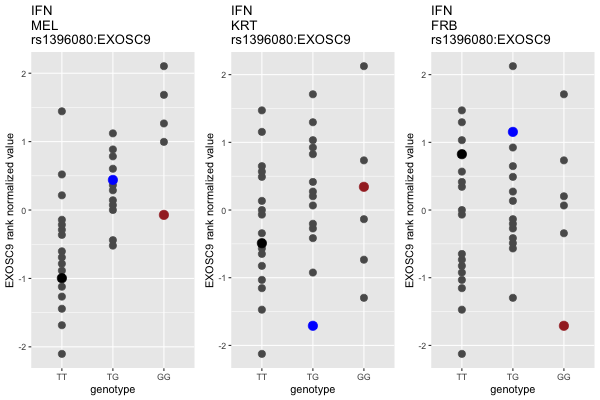 IFN
MEL
rs1396080:EXOSC9
EXOSC9 rank normalized value
2
1
0
-1
-2
TT TG GG
genotype
IFN
KRT
rs1396080:EXOSC9
EXOSC9 rank normalized value
2
1
0
-1
-2
TT TG GG
genotype
IFN
FRB
rs1396080:EXOSC9
EXOSC9 rank normalized value
2
1
0
-1
-2
TT TG GG
genotype